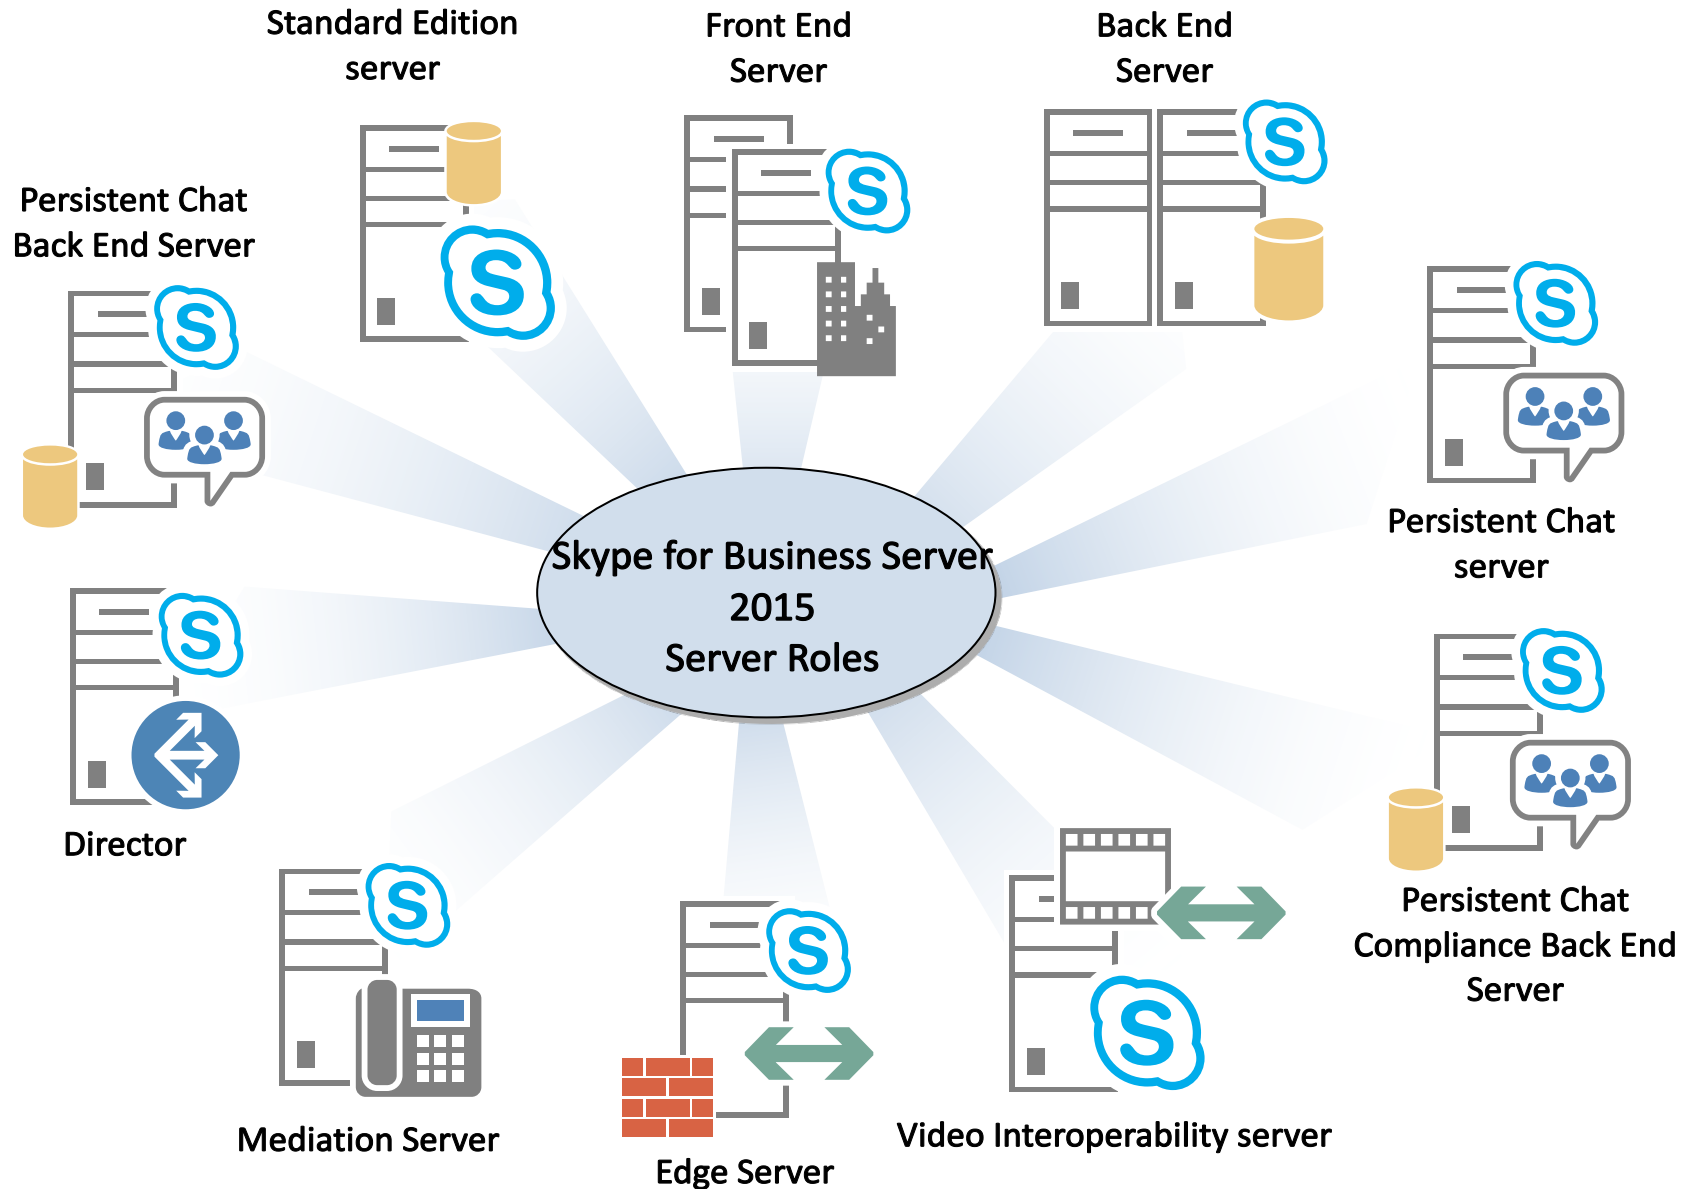 Standard Edition
server
Front End
Server
Back End
Server
Persistent Chat
Back End Server
Persistent Chat
server
Skype for Business Server
2015
Server Roles
Director
Persistent Chat
Compliance Back End
Server
Mediation Server
Edge Server
Video Interoperability server